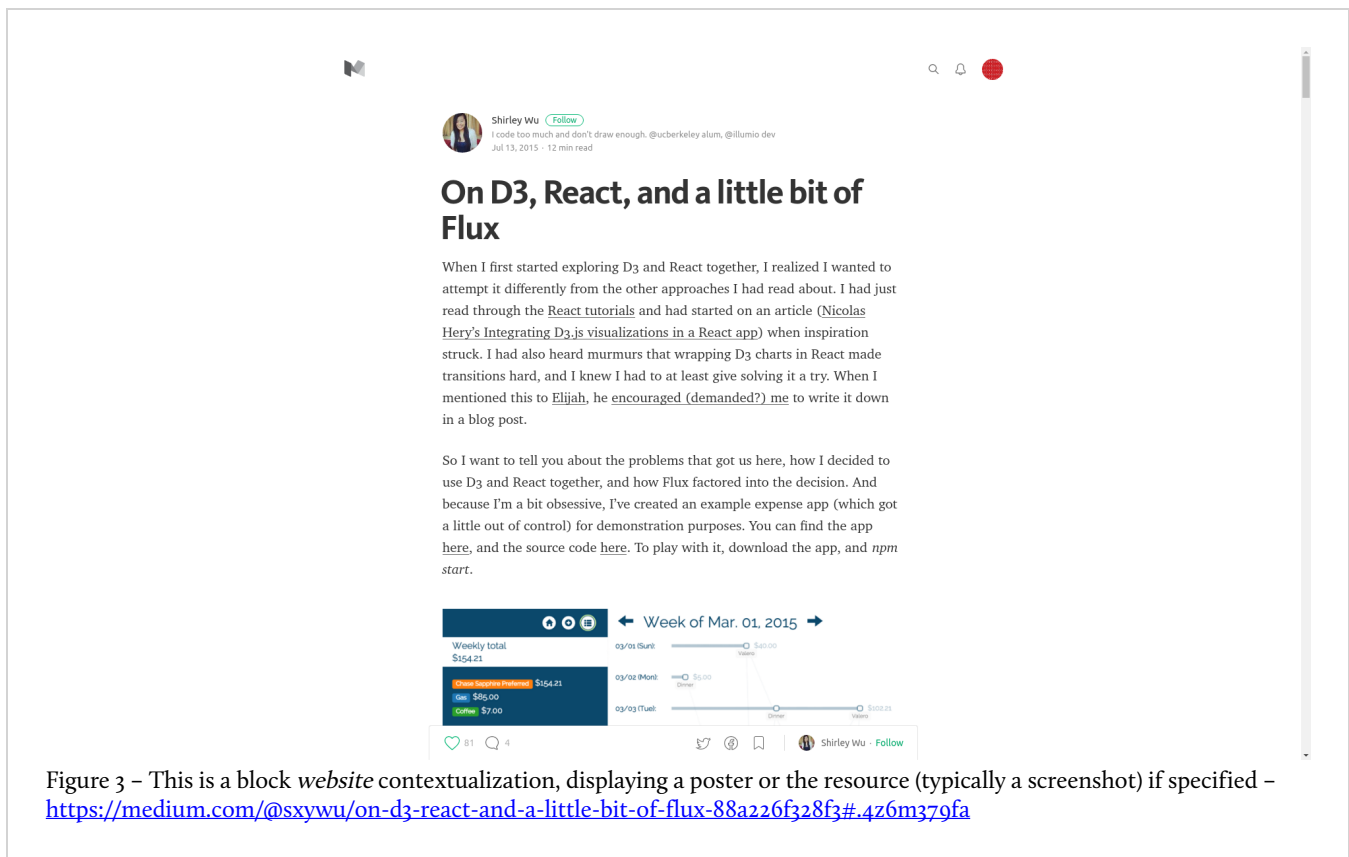 Shirley Wu Follow
I code too much and don't draw enough. @ucberkeley alum, @illumio dev
Jul 13, 2015 · 12 min read
On D3, React, and a little bit of
Flux
When I first started exploring D3 and React together, I realized I wanted to
attempt it differently from the other approaches I had read about. I had just
read through the React tutorials and had started on an article (Nicolas
Hery's Integrating D3.js visualizations in a React app) when inspiration
struck. I had also heard murmurs that wrapping D3 charts in React made
transitions hard, and I knew I had to at least give solving it a try. When I
mentioned this to Elijah, he encouraged (demanded?) me to write it down
in a blog post.
So I want to tell you about the problems that got us here, how I decided to
use D3 and React together, and how Flux factored into the decision. And
because I'm a bit obsessive, I've created an example expense app (which got
a little out of control) for demonstration purposes. You can find the app
here, and the source code here. To play with it, download the app, and npm
start.
Week of Mar. 01, 2015
Weekly total
$154.21
Chase Sapphire Preferred $154.21
Gas $85.00
Coffee $7.00
03/01 (Sun): $40.00
Valero
03/02 (Mon): $5.00
Dinner
03/03 (Tue): $102.21
Dinner Valero
81 4 Shirley Wu · Follow
Figure 3 – This is a block website contextualization, displaying a poster or the resource (typically a screenshot) if specified –
https://medium.com/@sxywu/on-d3-react-and-a-little-bit-of-flux-88a226f328f3#.4z6m379fa